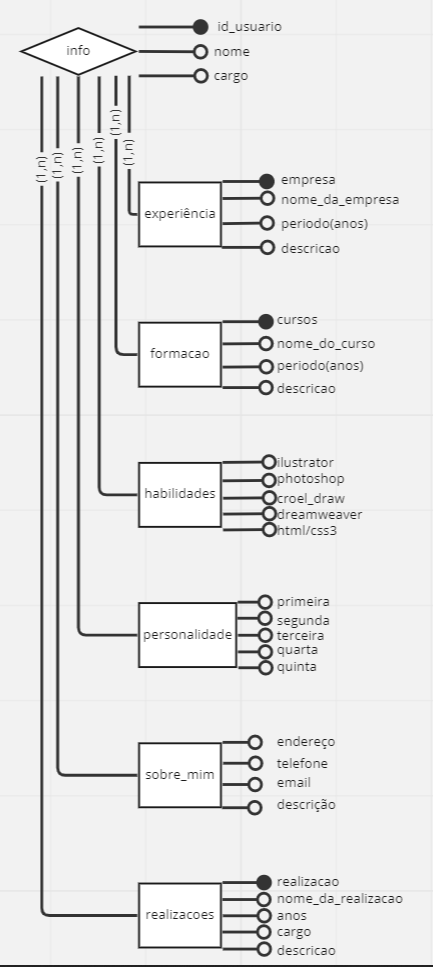 id_usuario
info
nome
cargo
(1,n)
(1,n)
(1,n)
(1,n)
(1,n)
(1,n)
experiência
empresa
nome_da_empresa
periodo(anos)
descricao
formacao
cursos
nome_do_curso
periodo(anos)
descricao
habilidades
ilustrator
photoshop
croel_draw
dreamweaver
html/css3
personalidade
primeira
segunda
terceira
quarta
quinta
sobre_mim
endereço
telefone
email
descrição
realizacoes
realizacao
nome_da_realizacao
anos
cargo
descricao